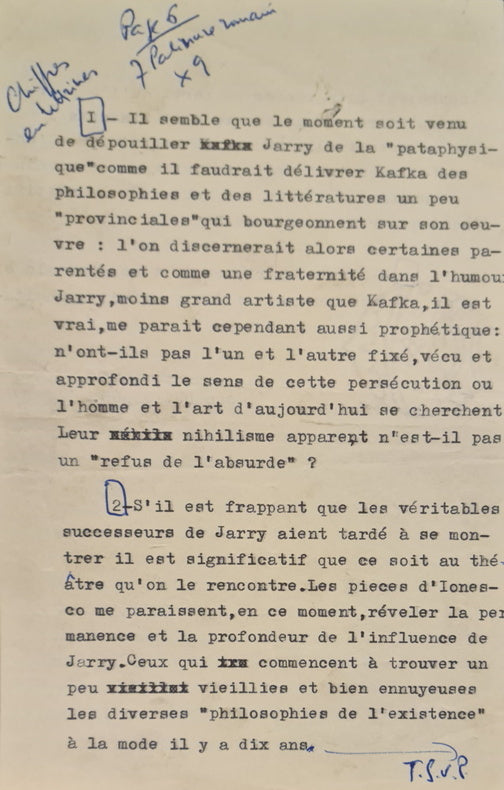 Chiffres
en latines
Pak 6
7 Palinure romain
x 9
I - Il semble que le moment soit venu
de dépouiller kafka Jarry de la "pataphysi-
que"comme il faudrait délivrer Kafka des
philosophies et des littératures un peu
"provinciales"qui bourgeonnent sur son oeu-
vre : l'on discernerait alors certaines pa-
rentés et comme une fraternité dans l'humour
Jarry,moins grand artiste que Kafka,il est
vrai,me parait cependant aussi prophétique:
n'ont-ils pas l'un et l'autre fixé,vécu et
approfondi le sens de cette persécution ou
l'homme et l'art d'aujourd'hui se cherchent
Leur nihilisme apparent n"est-il pas
un "refus de l'absurde" ?
2-S'il est frappant que les véritables
successeurs de Jarry aient tardé à se mon-
trer il est significatif que ce soit au thé-
âtre qu'on le rencontre.Les pieces d'Iones-
co me paraissent,en ce moment,réveler la per
manence et la profondeur de l'influence de
Jarry.Ceux qui commencent à trouver un
peu vieillies et bien ennuyeuses
les diverses "philosophies de l'existence"
à la mode il y a dix ans.
T.S.V.P.